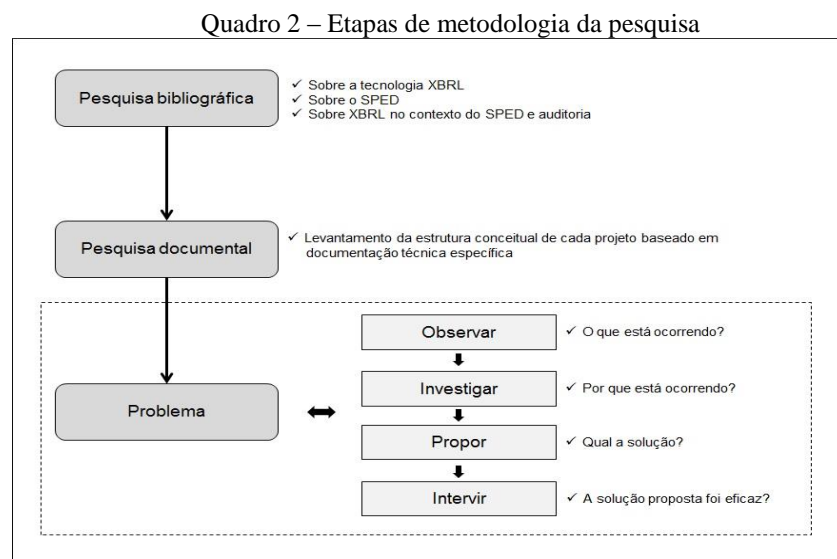 Quadro 2 – Etapas de metodologia da pesquisa
Pesquisa bibliográfica
✓ Sobre a tecnologia XBRL
✓ Sobre o SPED
✓ Sobre XBRL no contexto do SPED e auditoria
Pesquisa documental
✓ Levantamento da estrutura conceitual de cada projeto baseado em
documentação técnica específica
Problema
Observar
✓ O que está ocorrendo?
Investigar
✓ Por que está ocorrendo?
Propor
✓ Qual a solução?
Intervir
✓ A solução proposta foi eficaz?